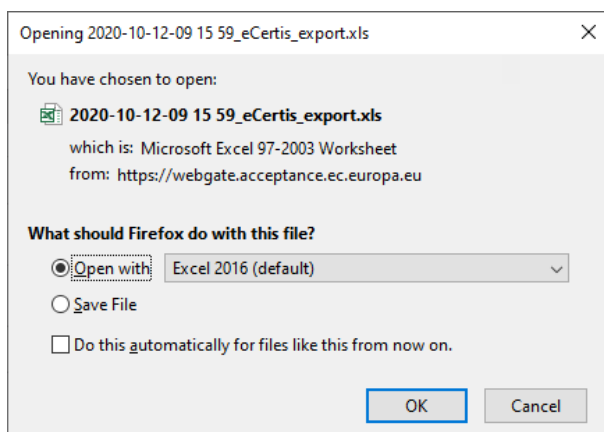 Opening 2020-10-12-09 15 59_eCertis_export.xls
You have chosen to open:
2020-10-12-09 15 59_eCertis_export.xls
which is: Microsoft Excel 97-2003 Worksheet
from: https://webgate.acceptance.ec.europa.eu
What should Firefox do with this file?
Open with Excel 2016 (default)
Save File
Do this automatically for files like this from now on.
OK Cancel